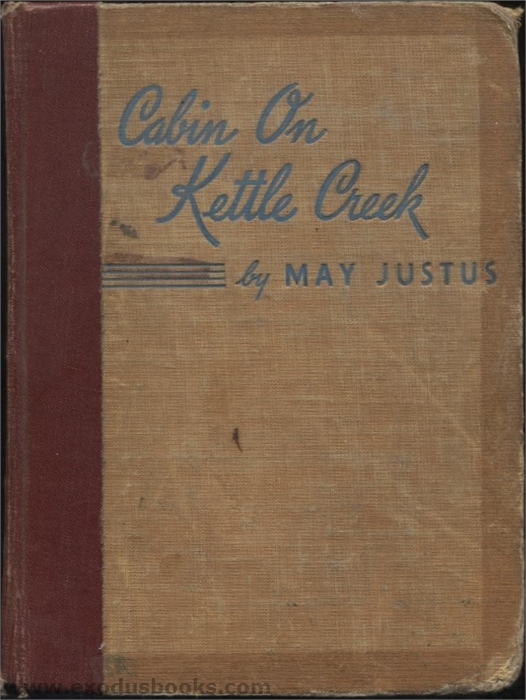 Cabin On
Kettle Creek
by MAY JUSTUS
www.exodusbooks.com